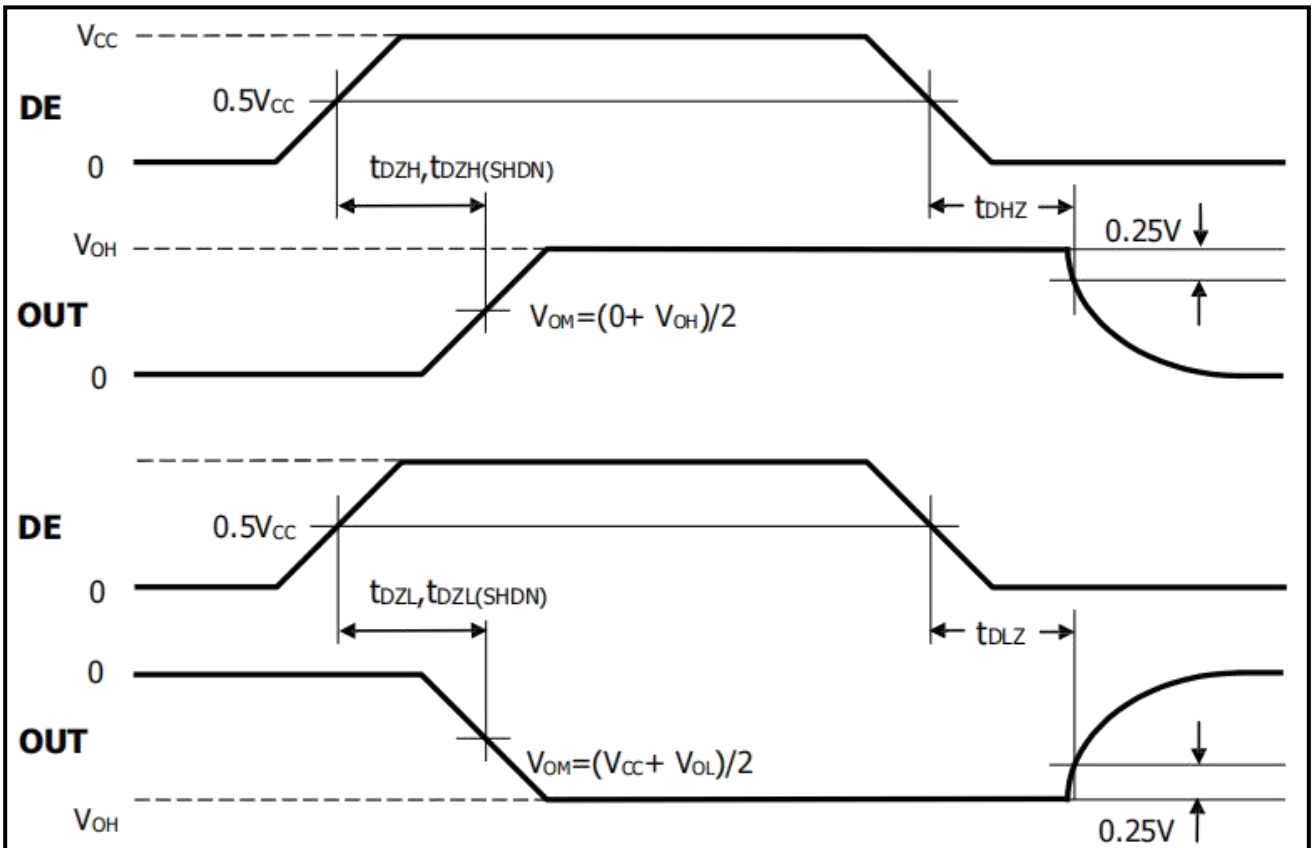 VCC
DE
0.5VCC
0
tDZH,tDZH(SHDN)
tDHZ
0.25V
VOH
OUT
VOM=(0+ VOH)/2
0
DE
0.5VCC
0
tDZL,tDZL(SHDN)
tDLZ
0
OUT
VOM=(VCC+ VOL)/2
VOH
0.25V